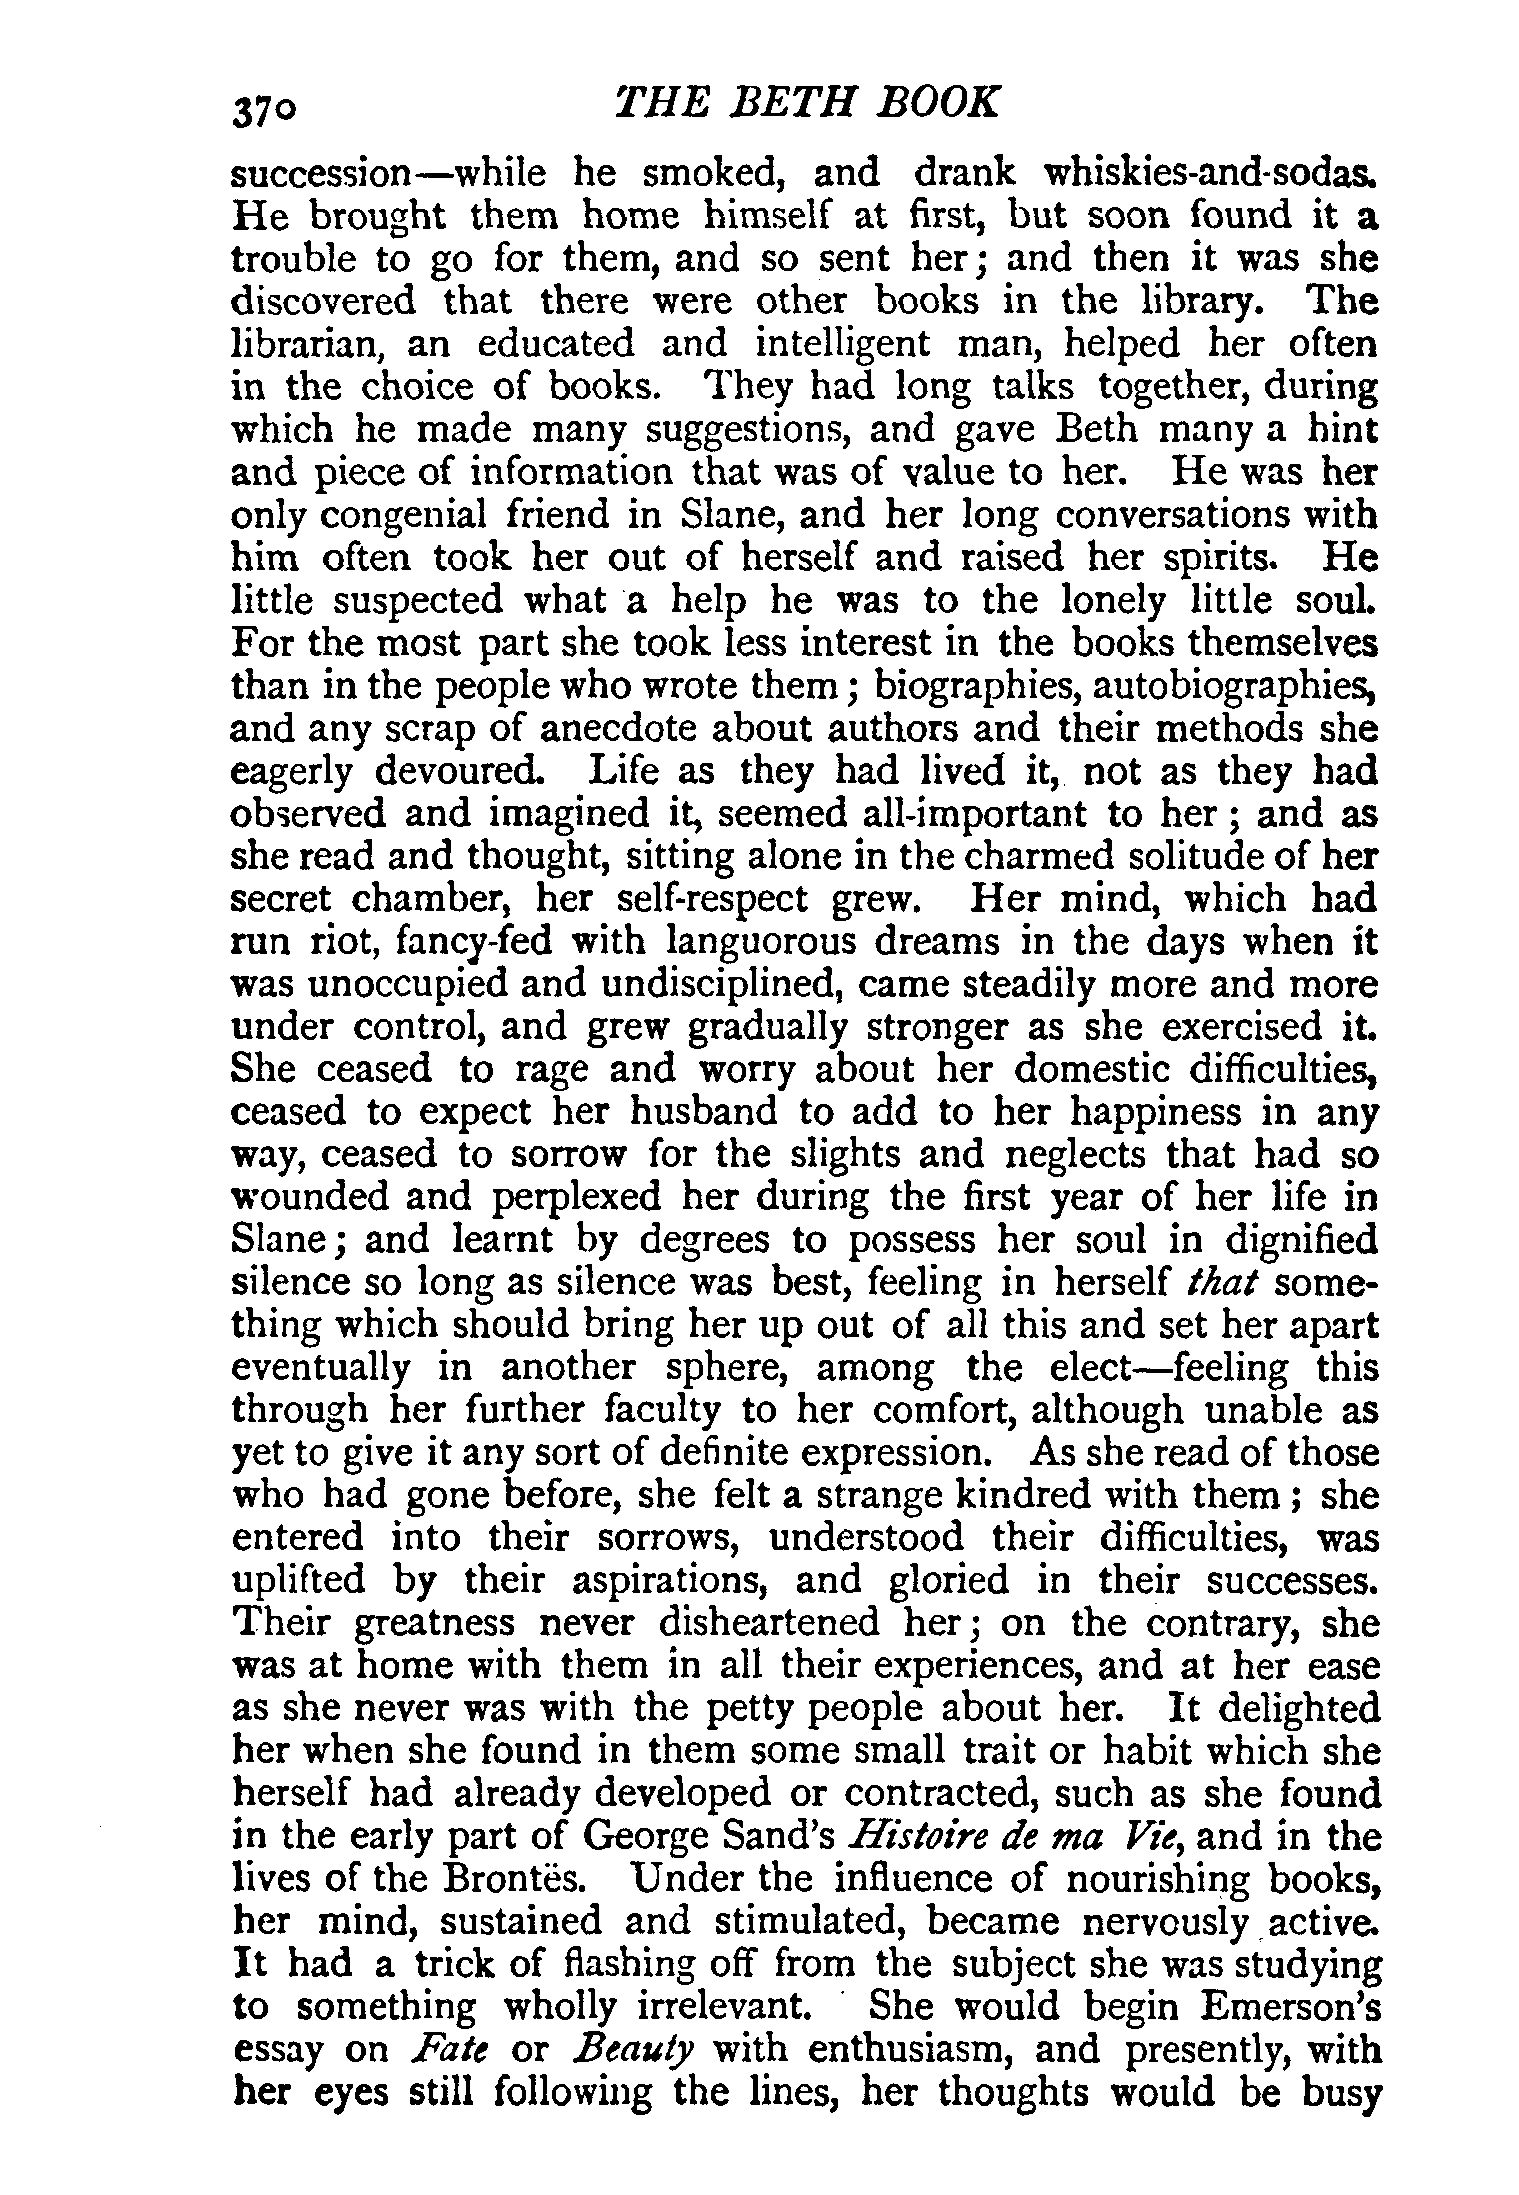 370 THE BETH BOOK
succession—while he smoked, and drank whiskies-and-sodas.
He brought them home himself at first, but soon found it a
trouble to go for them, and so sent her; and then it was she
discovered that there were other books in the library. The
librarian, an educated and intelligent man, helped her often
in the choice of books. They had long talks together, during
which he made many suggestions, and gave Beth many a hint
and piece of information that was of value to her. He was her
only congenial friend in Slane, and her long conversations with
him often took her out of herself and raised her spirits. He
little suspected what a help he was to the lonely little soul.
For the most part she took less interest in the books themselves
than in the people who wrote them; biographies, autobiographies,
and any scrap of anecdote about authors and their methods she
eagerly devoured. Life as they had lived it, not as they had
observed and imagined it, seemed all-important to her; and as
she read and thought, sitting alone in the charmed solitude of her
secret chamber, her self-respect grew. Her mind, which had
run riot, fancy-fed with languorous dreams in the days when it
was unoccupied and undisciplined, came steadily more and more
under control, and grew gradually stronger as she exercised it.
She ceased to rage and worry about her domestic difficulties,
ceased to expect her husband to add to her happiness in any
way, ceased to sorrow for the slights and neglects that had so
wounded and perplexed her during the first year of her life in
Slane; and learnt by degrees to possess her soul in dignified
silence so long as silence was best, feeling in herself that some-
thing which should bring her up out of all this and set her apart
eventually in another sphere, among the elect—feeling this
through her further faculty to her comfort, although unable as
yet to give it any sort of definite expression. As she read of those
who had gone before, she felt a strange kindred with them; she
entered into their sorrows, understood their difficulties, was
uplifted by their aspirations, and gloried in their successes.
Their greatness never disheartened her; on the contrary, she
was at home with them in all their experiences, and at her ease
as she never was with the petty people about her. It delighted
her when she found in them some small trait or habit which she
herself had already developed or contracted, such as she found
in the early part of George Sand's Histoire de ma Vie, and in the
lives of the Brontës. Under the influence of nourishing books,
her mind, sustained and stimulated, became nervously active.
It had a trick of flashing off from the subject she was studying
to something wholly irrelevant. She would begin Emerson's
essay on Fate or Beauty with enthusiasm, and presently, with
her eyes still following the lines, her thoughts would be busy